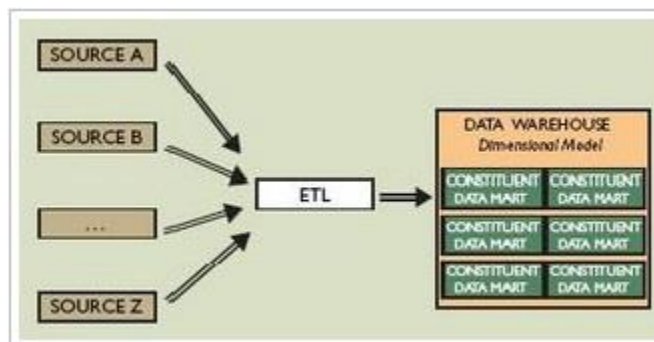 SOURCE A
SOURCE B
...
SOURCE Z
ETL
DATA WAREHOUSE
Dimensional Model
CONSTITUENT DATA MART
CONSTITUENT DATA MART
CONSTITUENT DATA MART
CONSTITUENT DATA MART
CONSTITUENT DATA MART
CONSTITUENT DATA MART